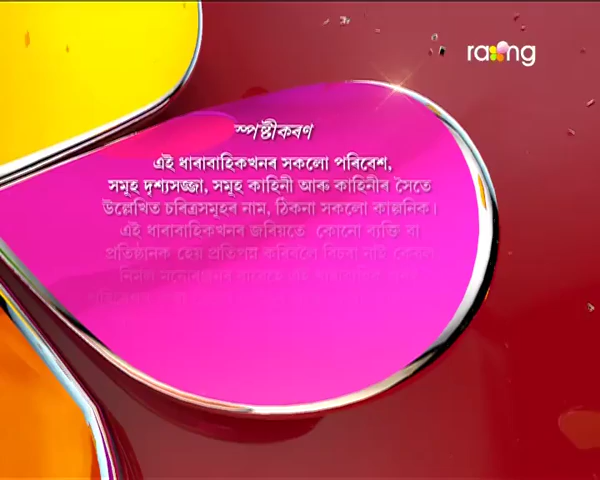 rang
স্পষ্টীকৰণ
এই ধাৰাবাহিকখনৰ সকলো পৰিবেশ,
সমূহ দৃশ্যসজ্জা, সমূহ কাহিনী আৰু কাহিনীৰ সৈতে
উল্লেখিত চৰিত্ৰসমূহৰ নাম, ঠিকনা সকলো কাল্পনিক।
এই ধাৰাবাহিকখনৰ জৰিয়তে কোনো ব্যক্তি বা
প্ৰতিষ্ঠানক হেয় প্ৰতিপন্ন কৰিবলৈ বিচৰা নাই